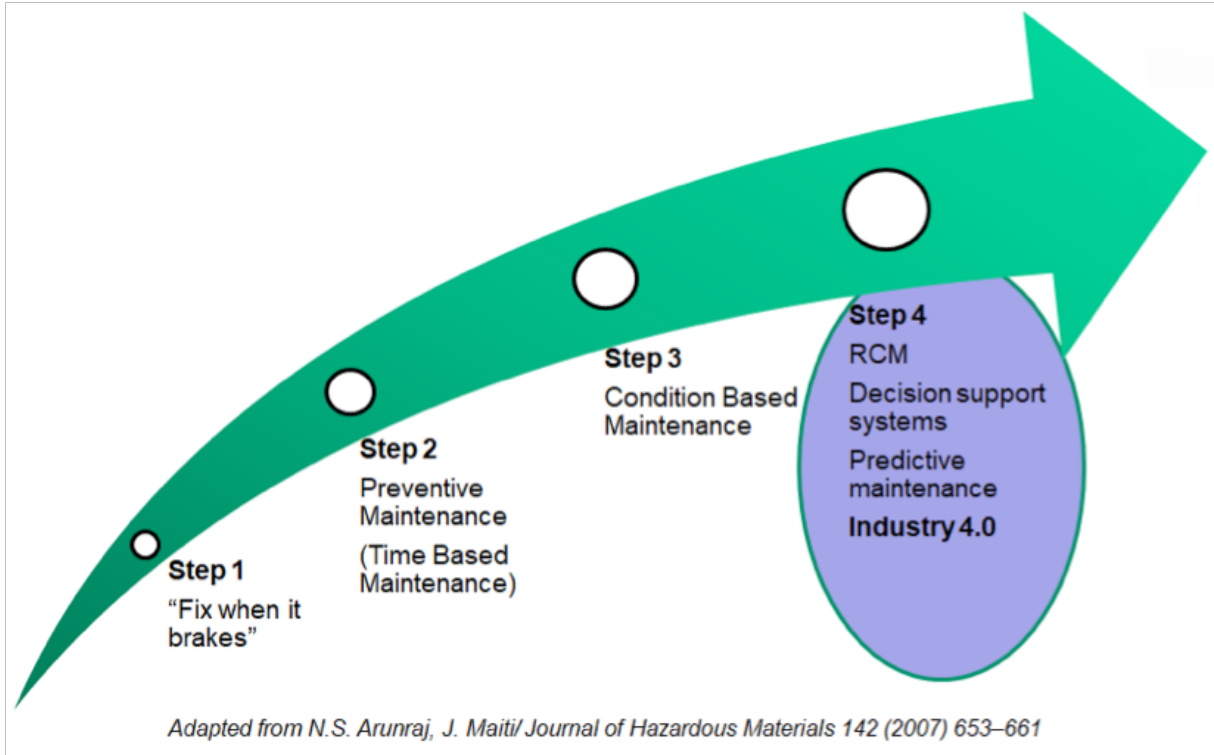 Step 1
“Fix when it
brakes”
Step 2
Preventive
Maintenance
(Time Based
Maintenance)
Step 3
Condition Based
Maintenance
Step 4
RCM
Decision support
systems
Predictive
maintenance
Industry 4.0
Adapted from N.S. Arunraj, J. Maiti/ Journal of Hazardous Materials 142 (2007) 653–661